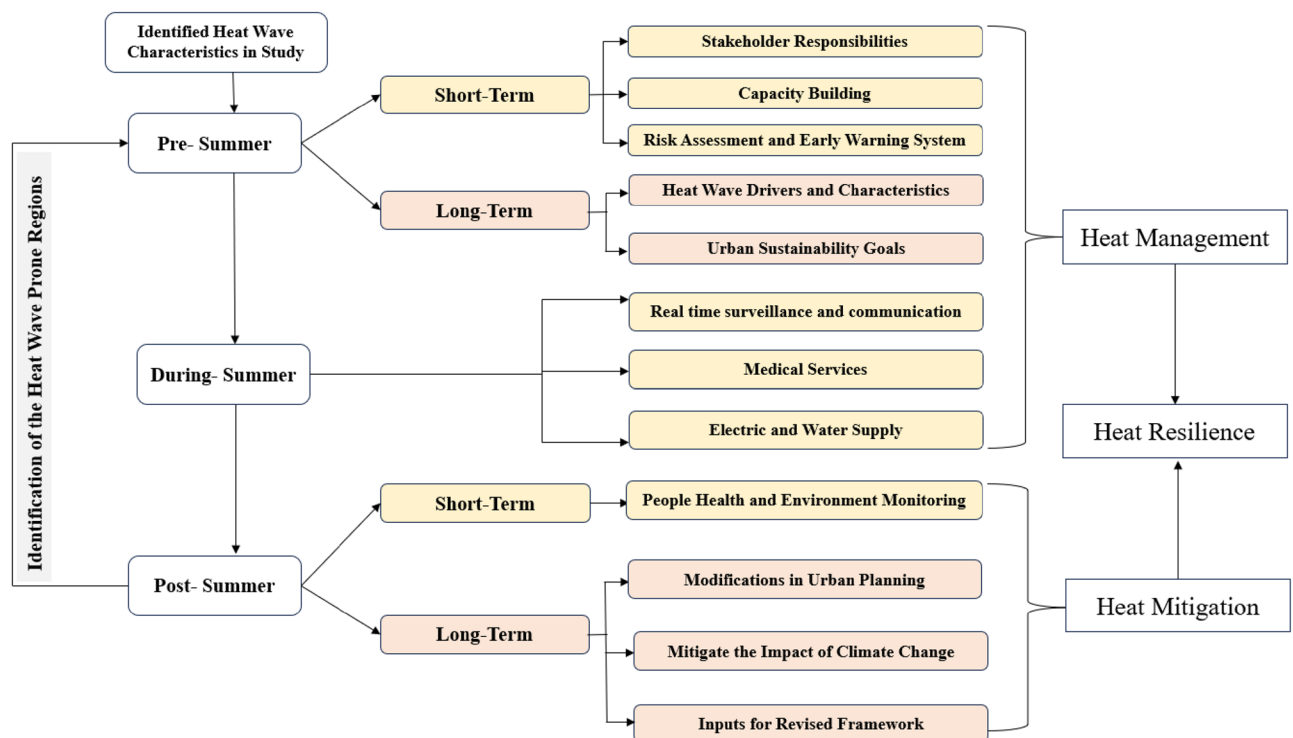 Identified Heat Wave
Characteristics in Study
Pre- Summer
Short-Term
Stakeholder Responsibilities
Capacity Building
Risk Assessment and Early Warning System
Long-Term
Heat Wave Drivers and Characteristics
Urban Sustainability Goals
During- Summer
Real time surveillance and communication
Medical Services
Electric and Water Supply
Post- Summer
Short-Term
People Health and Environment Monitoring
Long-Term
Modifications in Urban Planning
Mitigate the Impact of Climate Change
Inputs for Revised Framework
Identification of the Heat Wave Prone Regions
Heat Management
Heat Resilience
Heat Mitigation